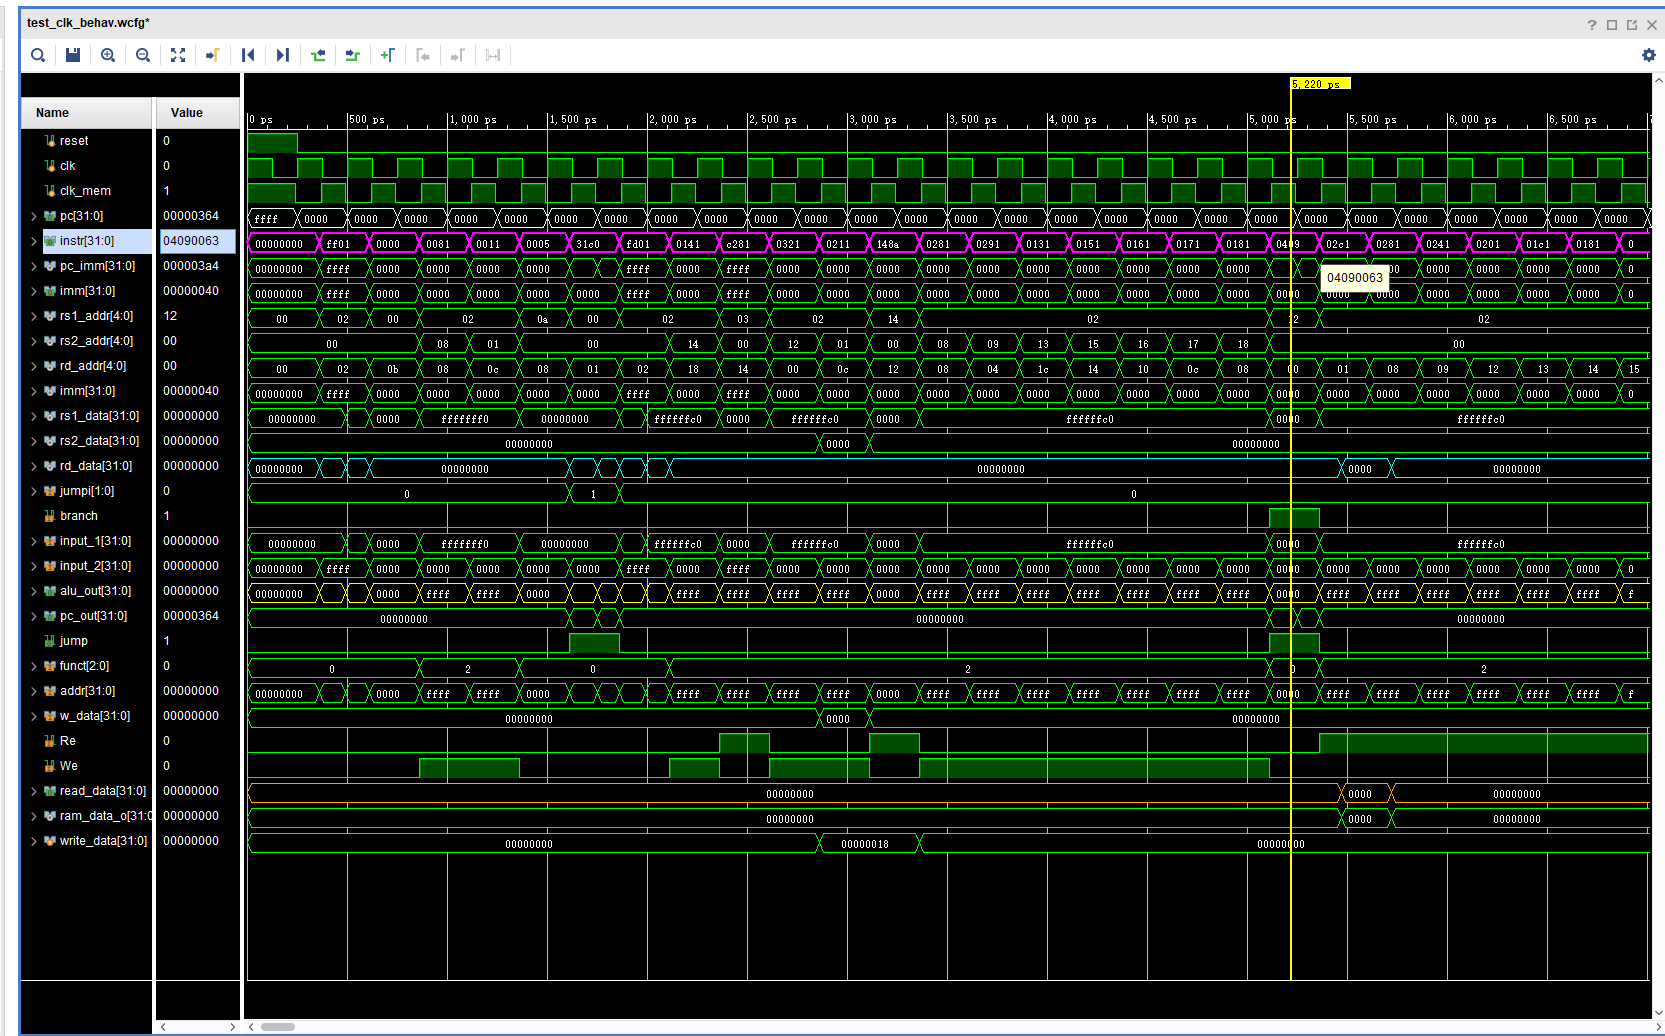 test_clk_behav.wcfg*
5,220 ps
Name Value
0 ps 500 ps 1,000 ps 1,500 ps 2,000 ps 2,500 ps 3,000 ps 3,500 ps 4,000 ps 4,500 ps 5,000 ps 5,500 ps 6,000 ps 6,500 ps
reset 0
clk 0
clk_mem 1
pc[31:0] 00000364 ffff 0000 0000 0000 0000 0000 0000 0000 0000 0000 0000 0000 0000 0000 0000 0000 0000 0000 0000 0000 0000 0000 0000 0000 0000 0000 0000 0000
instr[31:0] 04090063 00000000 ff01 0000 0081 0011 0005 31c0 fd01 0141 c281 0321 0211 148a 0281 0291 0131 0151 0161 0171 0181 0409 02c1 0281 0241 0201 01c1 0181 0
pc_imm[31:0] 000003a4 00000000 ffff 0000 0000 0000 0000 0000 ffff 0000 ffff 0000 0000 0000 0000 0000 0000 0000 0000 0000 0000 0000 00 0000 0000 0000 0000 0
04090063
imm[31:0] 00000040 00000000 ffff 0000 0000 0000 0000 0000 ffff 0000 ffff 0000 0000 0000 0000 0000 0000 0000 0000 0000 0000 0000 0000 0000 0000 0000 0000 0000 0
rs1_addr[4:0] 12 00 02 00 02 0a 00 02 03 02 14 02 12 02
rs2_addr[4:0] 00 00 08 01 00 14 00 12 01 00 08 09 13 15 16 17 18 00
rd_addr[4:0] 00 00 02 0b 08 0c 08 01 02 18 14 00 0c 12 08 04 1c 14 10 0c 08 00 01 08 09 12 13 14 15
imm[31:0] 00000040 00000000 ffff 0000 0000 0000 0000 0000 ffff 0000 ffff 0000 0000 0000 0000 0000 0000 0000 0000 0000 0000 0000 0000 0000 0000 0000 0000 0000 0
rs1_data[31:0] 00000000 00000000 0000 fffffff0 00000000 ffffffc0 0000 ffffffc0 0000 ffffffc0 0000 ffffffc0
rs2_data[31:0] 00000000 00000000 0000 00000000
rd_data[31:0] 00000000 00000000 00000000 00000000 0000 00000000
jumpi[1:0] 0 0 1 0
branch 1
input_1[31:0] 00000000 00000000 0000 fffffff0 00000000 ffffffc0 0000 ffffffc0 0000 ffffffc0 0000 ffffffc0
input_2[31:0] 00000000 00000000 ffff 0000 0000 0000 0000 0000 ffff 0000 ffff 0000 0000 0000 0000 0000 0000 0000 0000 0000 0000 0000 0000 0000 0000 0000 0000 0000 0
alu_out[31:0] 00000000 00000000 0000 ffff ffff 0000 ffff ffff ffff ffff 0000 ffff ffff ffff ffff ffff ffff ffff 0000 ffff ffff ffff ffff ffff ffff f
pc_out[31:0] 00000364 00000000 00000000 00000000
jump 1
funct[2:0] 0 0 2 0 2 0 2
addr[31:0] 00000000 00000000 0000 ffff ffff 0000 ffff ffff ffff ffff 0000 ffff ffff ffff ffff ffff ffff ffff 0000 ffff ffff ffff ffff ffff ffff f
w_data[31:0] 00000000 00000000 0000 00000000
Re 0
We 0
read_data[31:0] 00000000 00000000 0000 00000000
ram_data_o[31:0 00000000 00000000 0000 00000000
write_data[31:0] 00000000 00000000 00000018 00000000